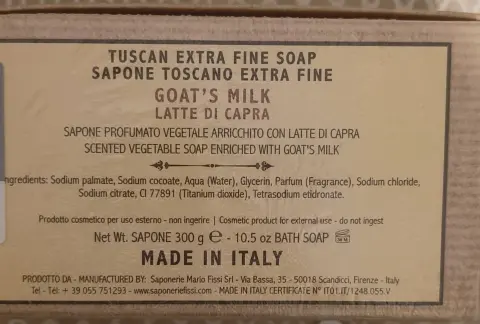 TUSCAN EXTRA FINE SOAP
SAPONE TOSCANO EXTRA FINE
GOAT'S MILK
LATTE DI CAPRA
SAPONE PROFUMATO VEGETALE ARRICCHITO CON LATTE DI CAPRA
SCENTED VEGETABLE SOAP ENRICHED WITH GOAT'S MILK
ngredients: Sodium palmate, Sodium cocoate, Aqua (Water), Glycerin, Parfum (Fragrance), Sodium chloride,
Sodium citrate, CI 77891 (Titanium dioxide), Tetrasodium etidronate.
Prodotto cosmetico per uso esterno - non ingerire | Cosmetic product for external use - do not ingest
Net Wt. SAPONE 300 g ℮ - 10.5 oz BATH SOAP
MADE IN ITALY
PRODOTTO DA - MANUFACTURED BY: Saponerie Mario Fissi Srl - Via Bassa, 35 - 50018 Scandicci, Firenze - Italy
Tel - Tél: + 39 055 751293 - www.saponeriefissi.com - MADE IN ITALY CERTIFICATE N° IT01.IT/1248.055.V